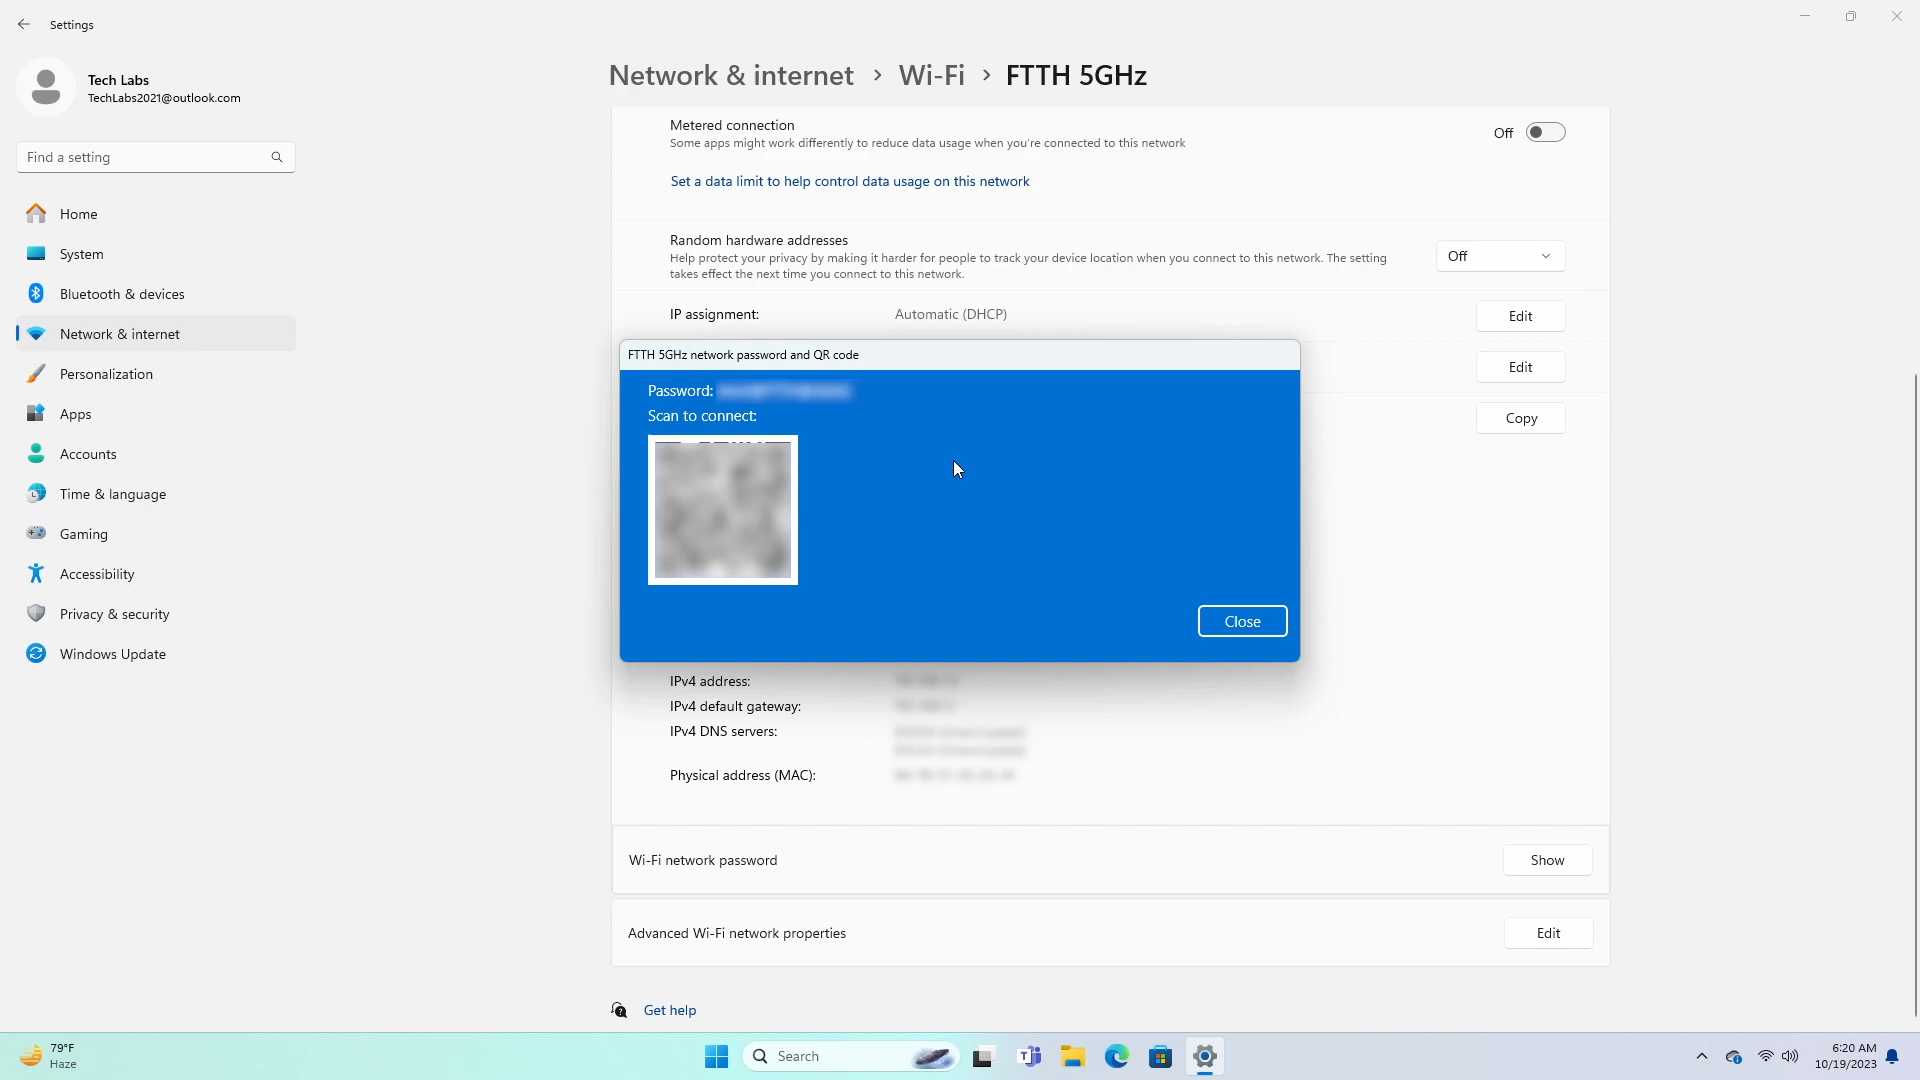 Settings
Tech Labs
TechLabs2021@outlook.com
Find a setting
Home
System
Bluetooth & devices
Network & internet
Personalization
Apps
Accounts
Time & language
Gaming
Accessibility
Privacy & security
Windows Update
Network & internet > Wi-Fi > FTTH 5GHz
Metered connection
Some apps might work differently to reduce data usage when you're connected to this network
Off
Set a data limit to help control data usage on this network
Random hardware addresses
Help protect your privacy by making it harder for people to track your device location when you connect to this network. The setting
takes effect the next time you connect to this network.
Off
IP assignment: Automatic (DHCP)
Edit
Edit
Copy
FTTH 5GHz network password and QR code
Password:
Scan to connect:
Close
IPv4 address:
IPv4 default gateway:
IPv4 DNS servers:
Physical address (MAC):
Wi-Fi network password
Show
Advanced Wi-Fi network properties
Edit
Get help
79°F
Haze
Search
6:20 AM
10/19/2023